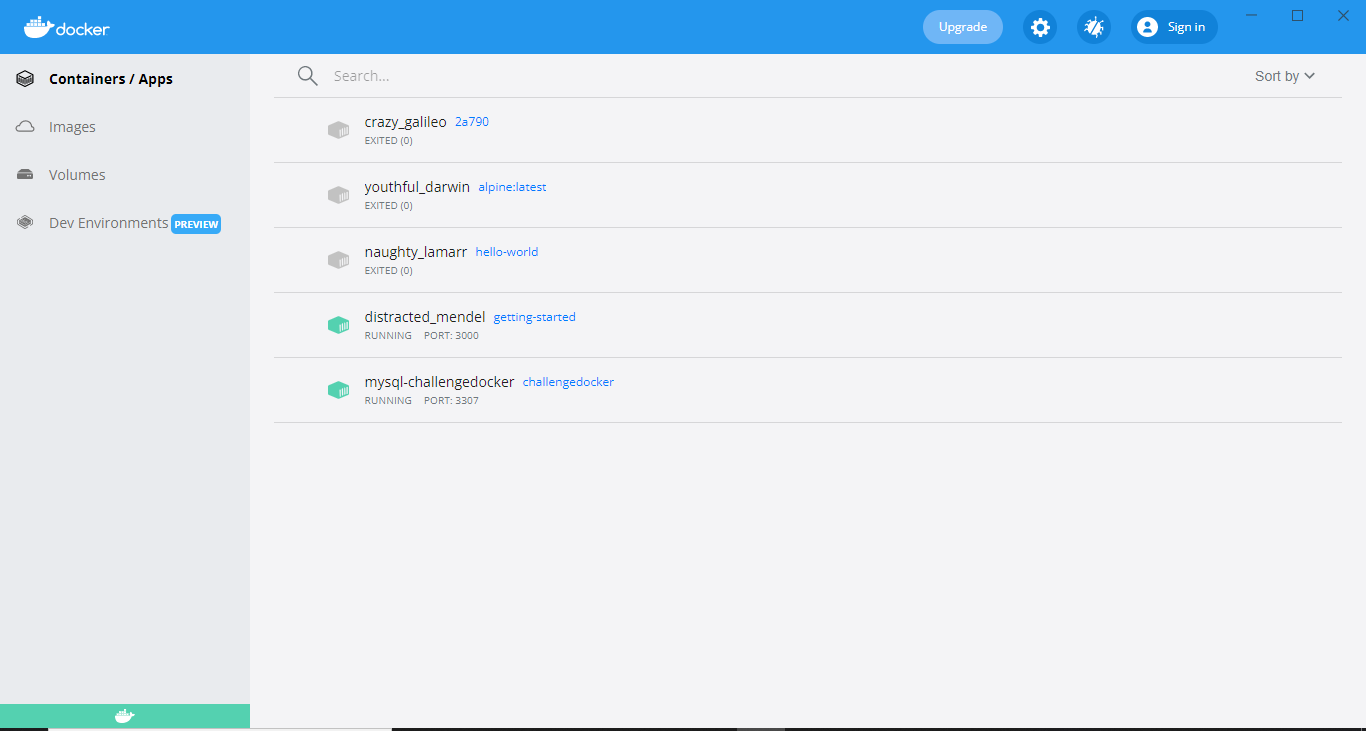 docker
Upgrade
Sign in
Containers / Apps
Images
Volumes
Dev Environments PREVIEW
Search...
Sort by
crazy_galileo 2a790
EXITED (0)
youthful_darwin alpine:latest
EXITED (0)
naughty_lamarr hello-world
EXITED (0)
distracted_mendel getting-started
RUNNING PORT: 3000
mysql-challengedocker challengedocker
RUNNING PORT: 3307